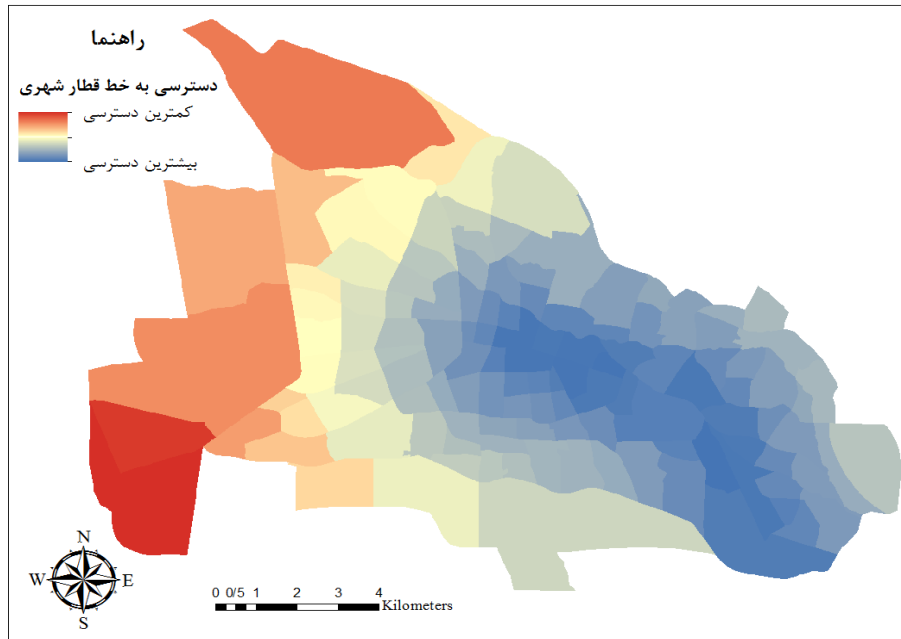 راهنما
دسترسی به خط قطار شهری
کمترین دسترسی
بیشترین دسترسی
N
W E
S
0 0/5 1 2 3 4
Kilometers